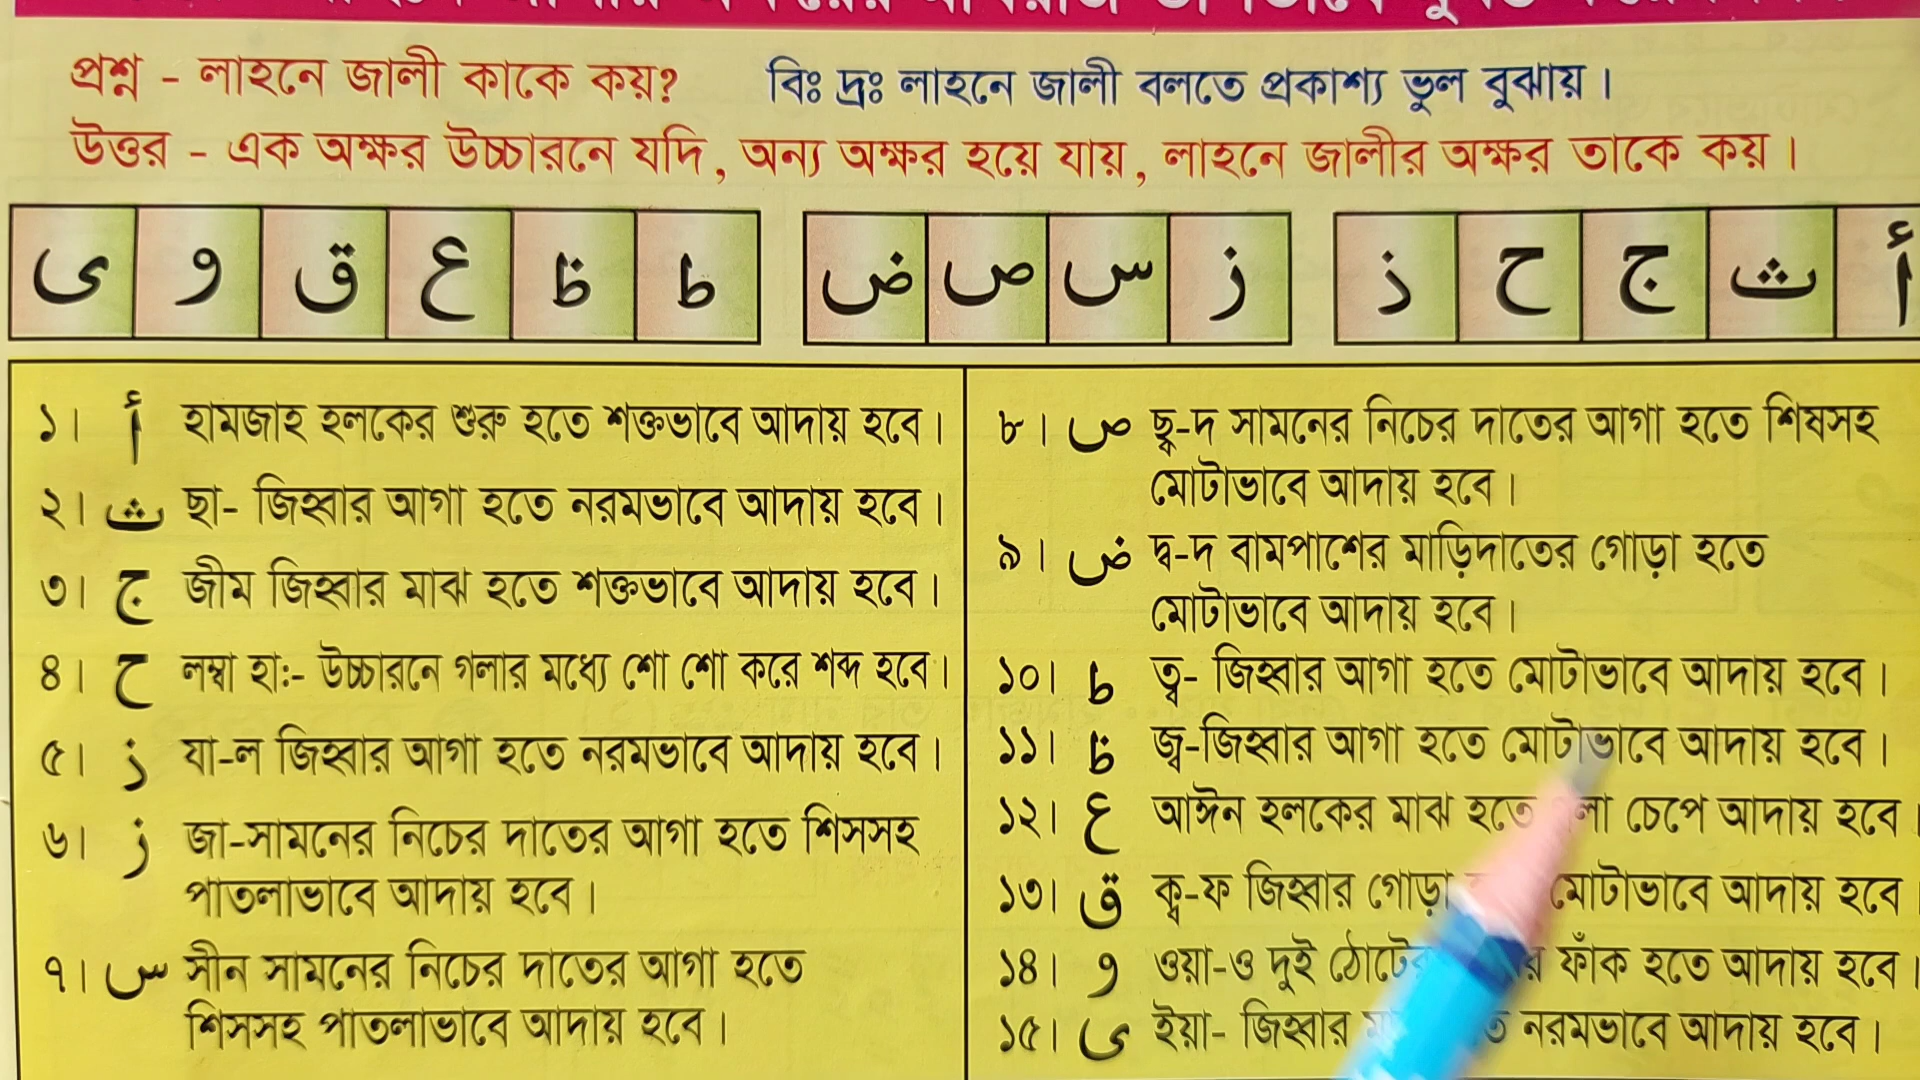 প্রশ্ন - লাহনে জালী কাকে কয়? বিঃ দ্রঃ লাহনে জালী বলতে প্রকাশ্য ভুল বুঝায়।
উত্তর - এক অক্ষর উচ্চারনে যদি, অন্য অক্ষর হয়ে যায়, লাহনে জালীর অক্ষর তাকে কয়।
أ ث ج ح ذ ز س ص ض ط ظ ع ق و ى
১। أ হামজাহ হলকের শুরু হতে শক্তভাবে আদায় হবে।
২। ث ছা- জিহ্বার আগা হতে নরমভাবে আদায় হবে।
৩। ج জীম জিহ্বার মাঝ হতে শক্তভাবে আদায় হবে।
৪। ح লম্বা হা:- উচ্চারনে গলার মধ্যে শো শো করে শব্দ হবে।
৫। ذ যা-ল জিহ্বার আগা হতে নরমভাবে আদায় হবে।
৬। ز জা-সামনের নিচের দাতের আগা হতে শিসসহ
পাতলাভাবে আদায় হবে।
৭। س সীন সামনের নিচের দাতের আগা হতে
শিসসহ পাতলাভাবে আদায় হবে।
৮। ص ছ্ব-দ সামনের নিচের দাতের আগা হতে শিষসহ
মোটাভাবে আদায় হবে।
৯। ض দ্ব-দ বামপাশের মাড়িদাতের গোড়া হতে
মোটাভাবে আদায় হবে।
১০। ط ত্ব- জিহ্বার আগা হতে মোটাভাবে আদায় হবে।
১১। ظ জ্ব-জিহ্বার আগা হতে মোটাভাবে আদায় হবে।
১২। ع আঈন হলকের মাঝ হতে চেপে আদায় হবে
১৩। ق ক্ব-ফ জিহ্বার গোড়া মোটাভাবে আদায় হবে
১৪। و ওয়া-ও দুই ঠোটের ফাঁক হতে আদায় হবে।
১৫। ى ইয়া- জিহ্বার নরমভাবে আদায় হবে।